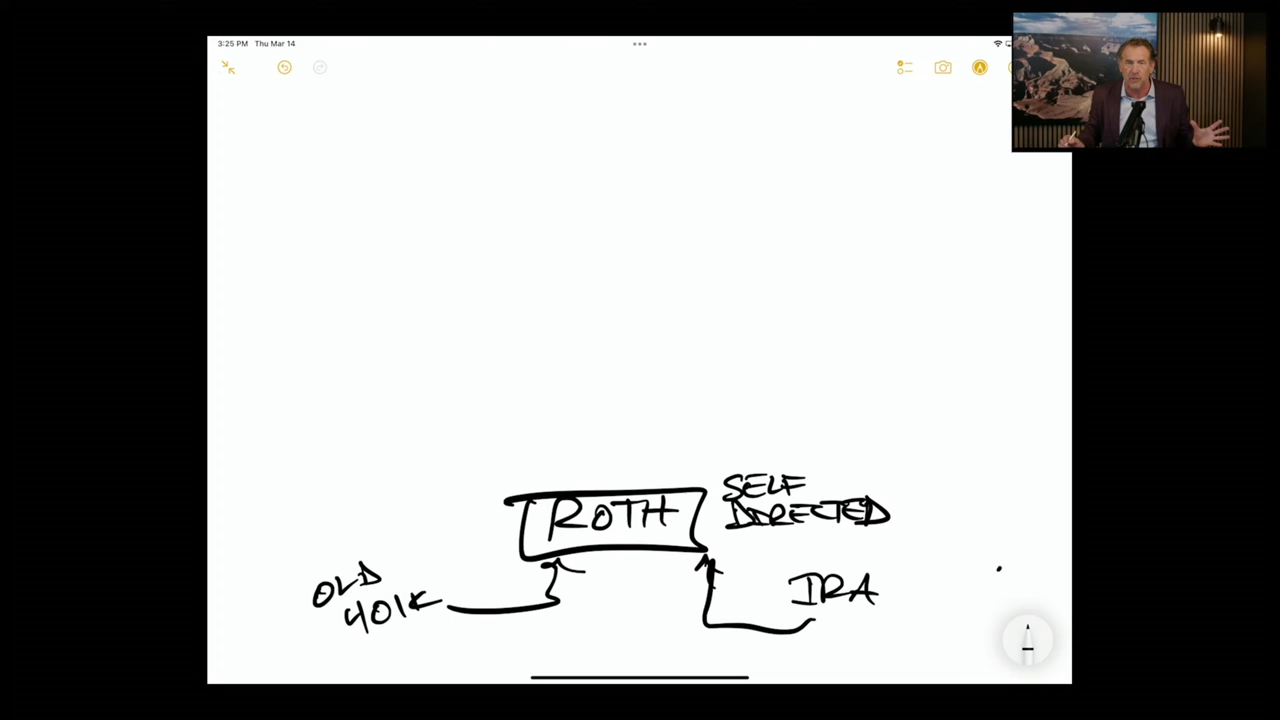 3:25 PM Thu Mar 14
SELF
ROTH DIRECTED
OLD
401K
IRA